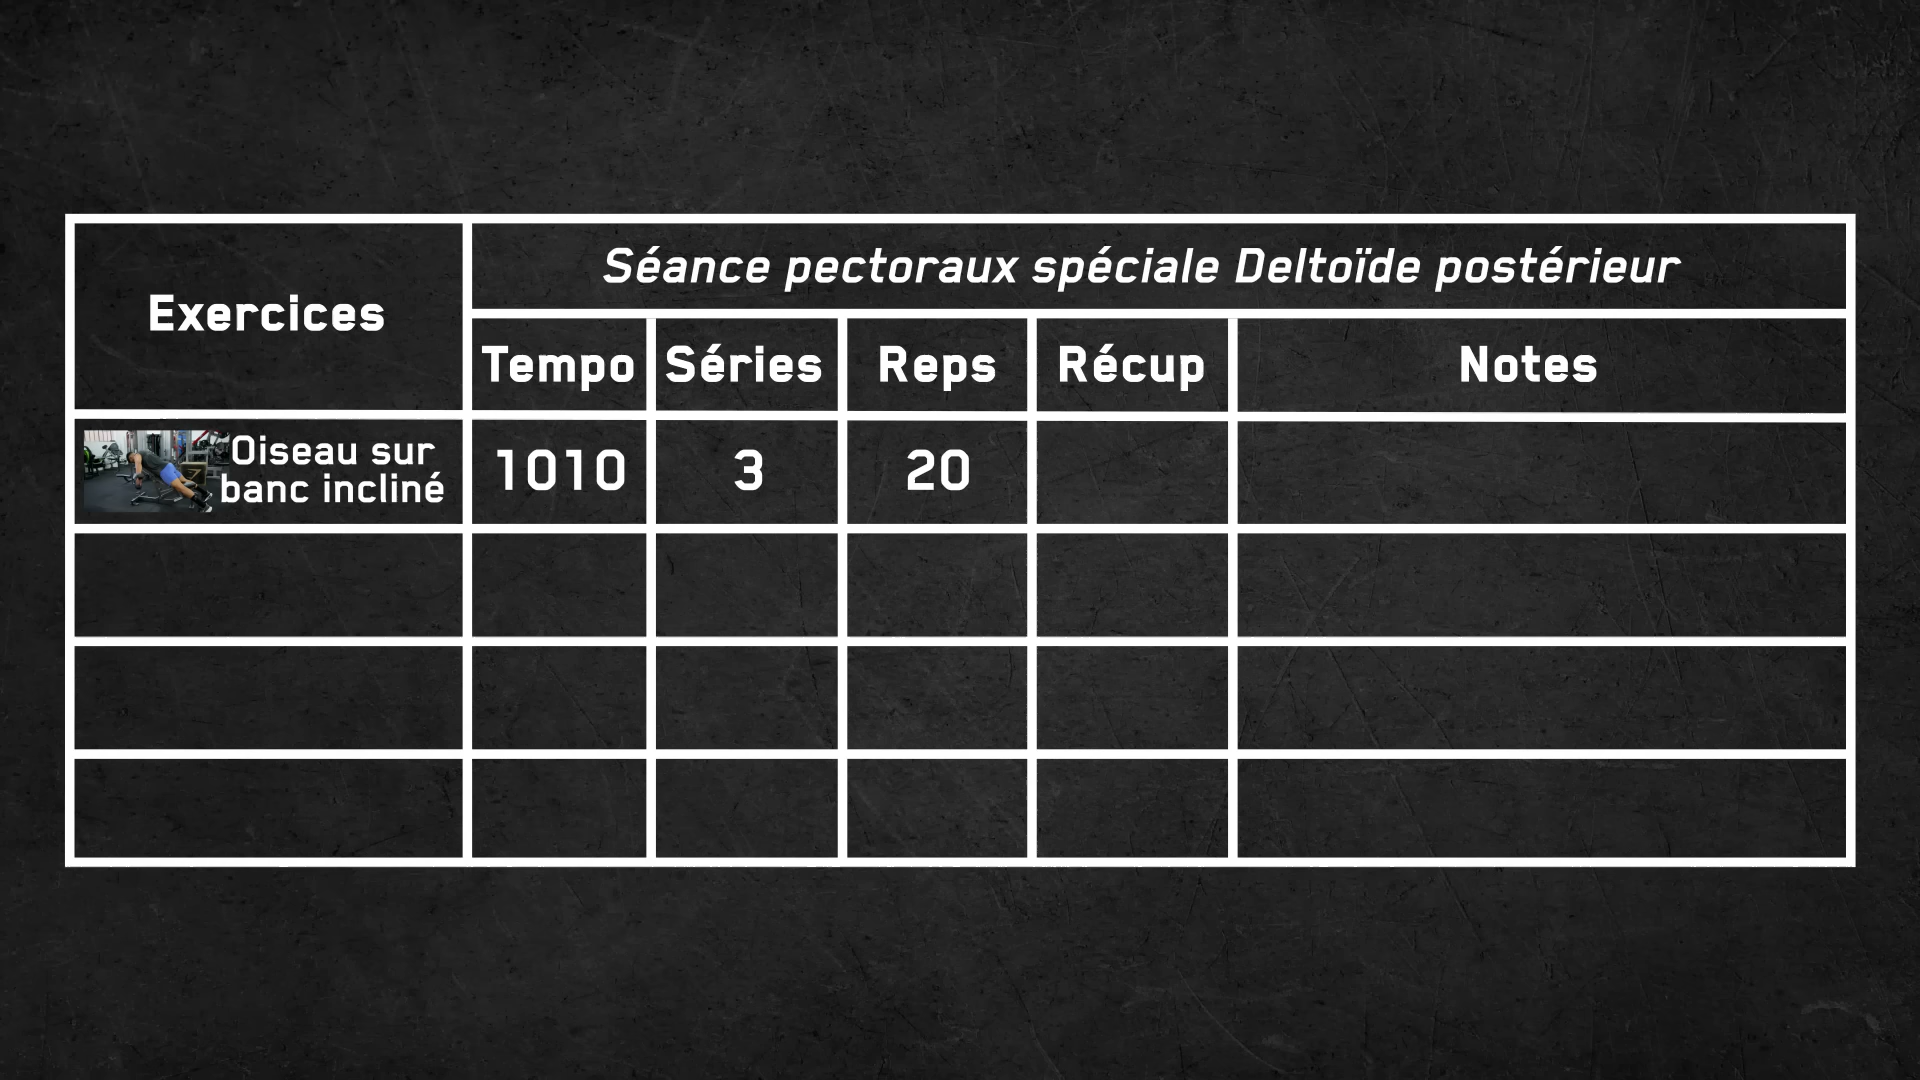 Exercices
Séance pectoraux spéciale Deltoïde postérieur
Tempo Séries Reps Récup Notes
Oiseau sur
banc incliné
1010 3 20